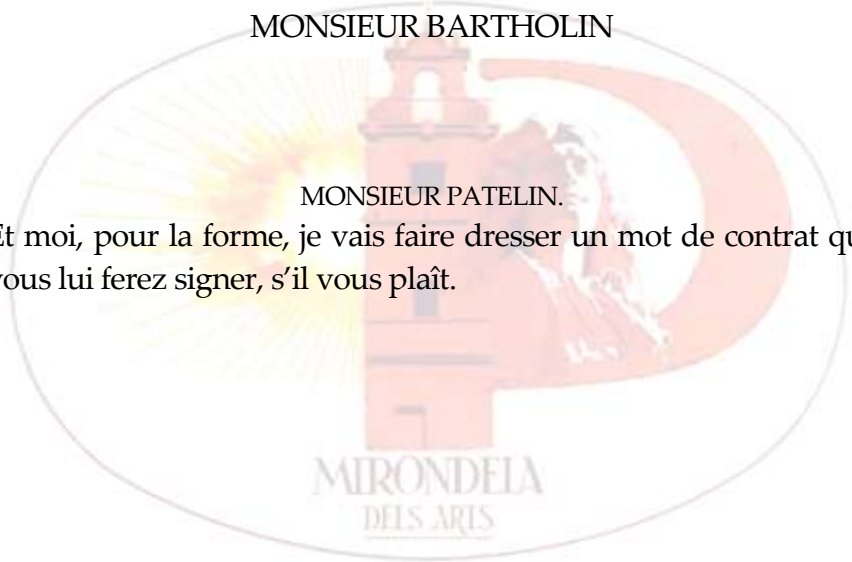 MONSIEUR BARTHOLIN
MONSIEUR PATELIN.
Et moi, pour la forme, je vais faire dresser un mot de contrat qu
vous lui ferez signer, s’il vous plaît.
MIRONDELA
DELS ARTS